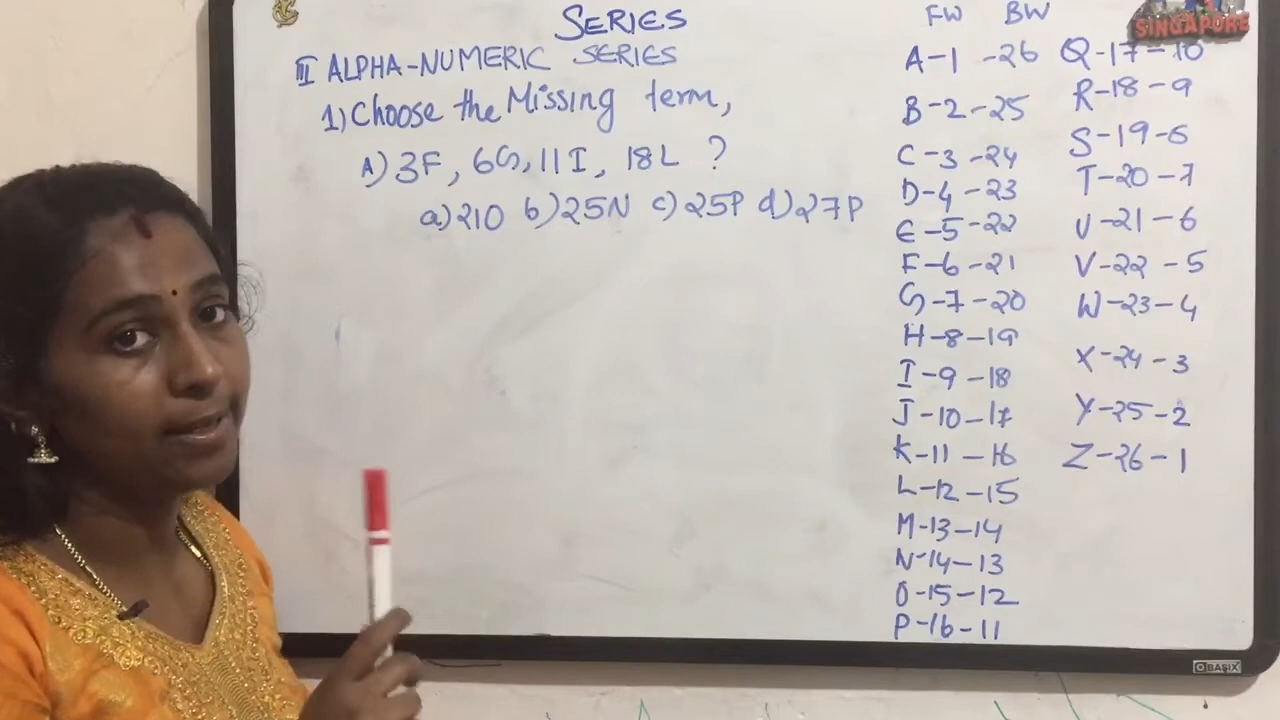 SERIES
III ALPHA-NUMERIC SERIES
1) Choose the Missing term,
A) 3F, 6G, 11I, 18L ?
a) 21O b) 25N c) 25P d) 27P
FW BW
A-1-26
B-2-25
C-3-24
D-4-23
E-5-22
F-6-21
G-7-20
H-8-19
I-9-18
J-10-17
K-11-16
L-12-15
M-13-14
N-14-13
O-15-12
P-16-11
SINGAPORE
Q-17-10
R-18-9
S-19-6
T-20-7
U-21-6
V-22-5
W-23-4
X-24-3
Y-25-2
Z-26-1
OBASIX